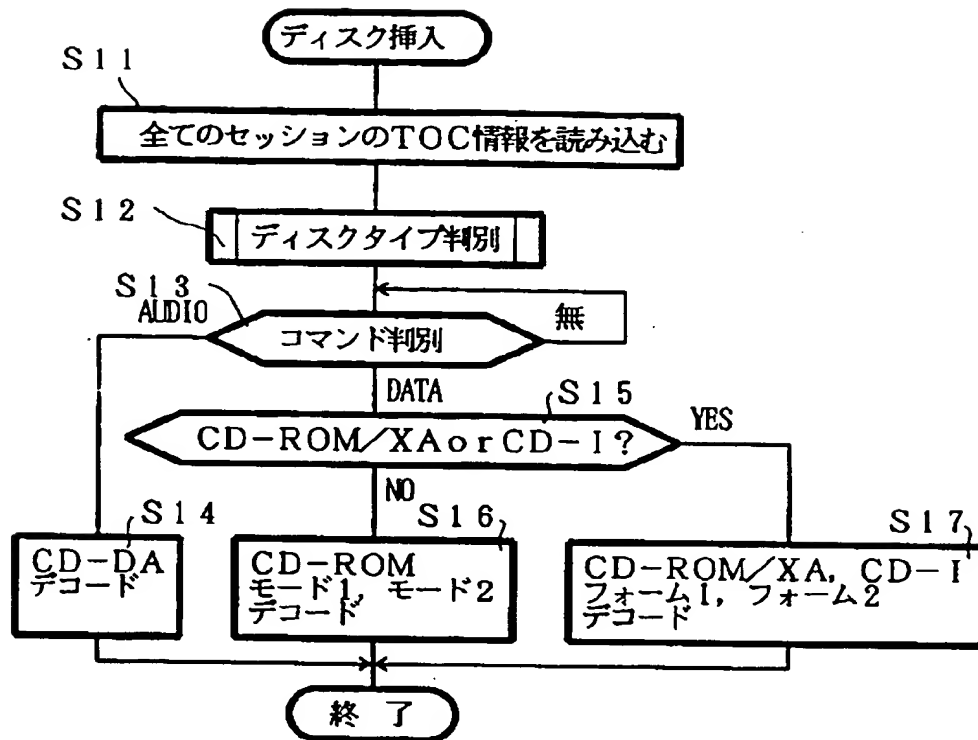 ディスク挿入
S11
全てのセッションのTOC情報を読み込む
S12
ディスクタイプ判別
S13
AUDIO
コマンド判別
無
DATA
S15
CD-ROM/XAorCD-I?
YES
NO
S14
CD-DA
デコード
S16
CD-ROM
モード1, モード2
デコード
S17
CD-ROM/XA, CD-I
フォーム1, フォーム2
デコード
終了